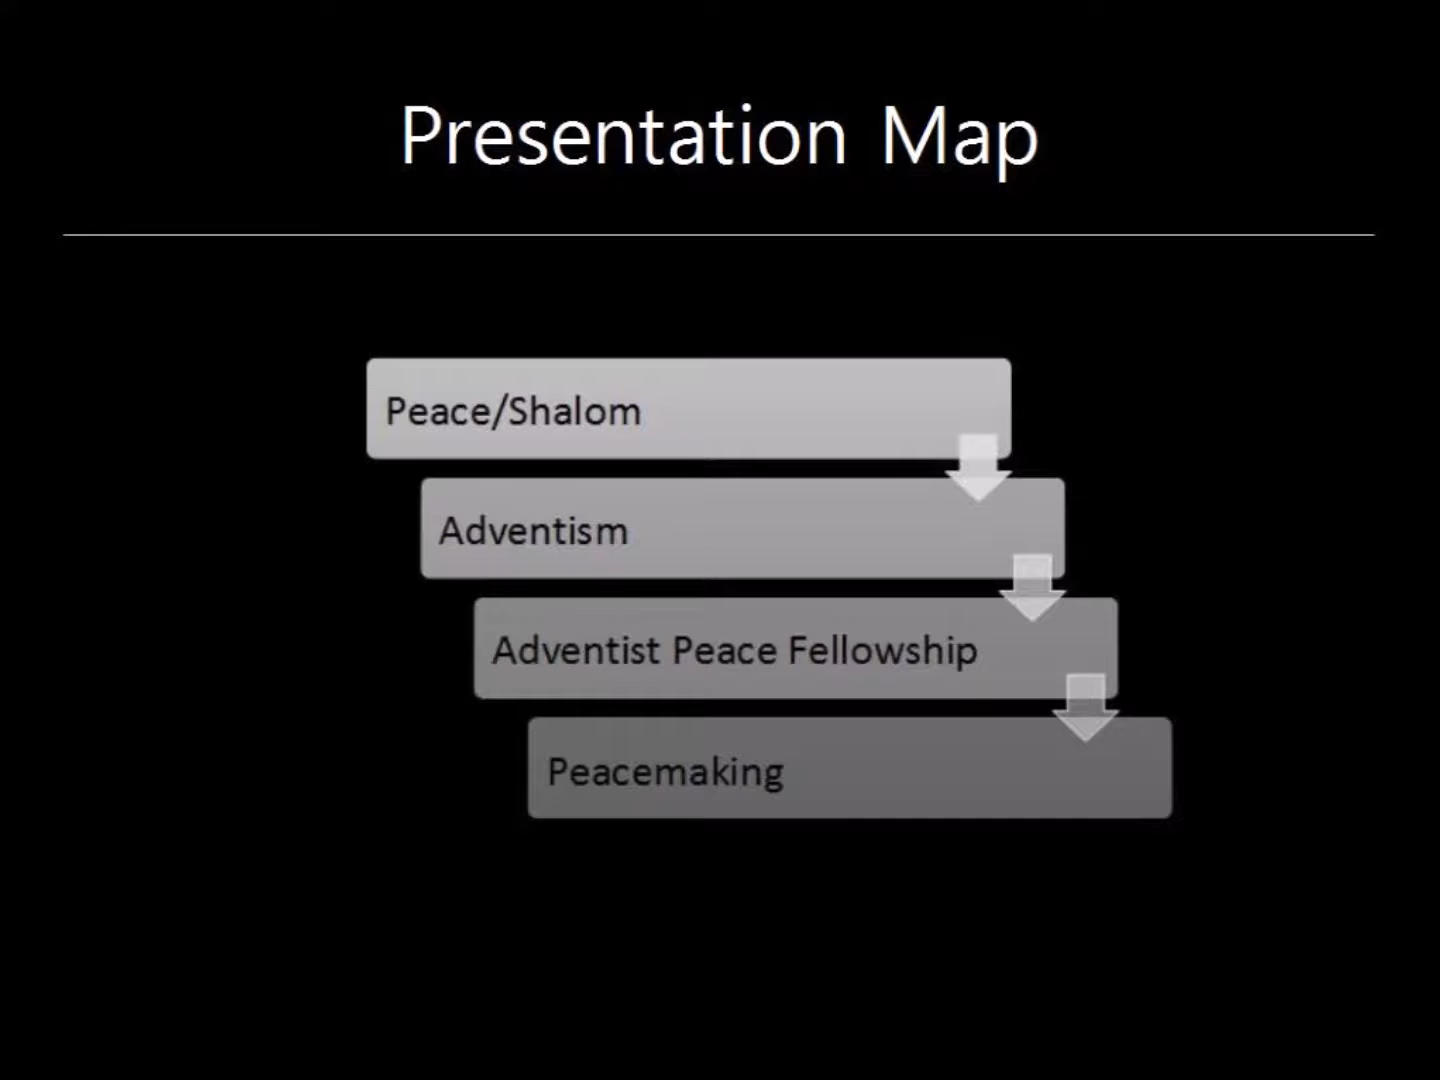 Presentation Map
Peace/Shalom
Adventism
Adventist Peace Fellowship
Peacemaking